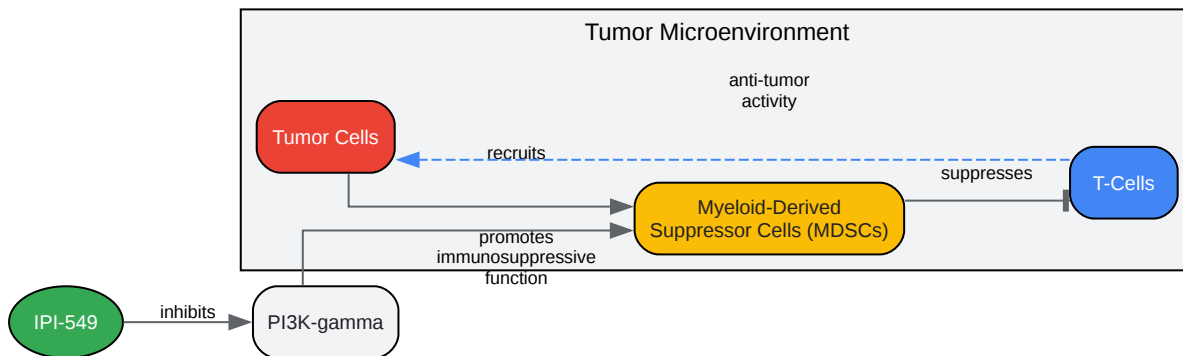 Tumor Microenvironment
anti-tumor
activity
Tumor Cells
recruits
suppresses
T-Cells
Myeloid-Derived
Suppressor Cells (MDSCs)
promotes
immunosuppressive
function
IPI-549
inhibits
PI3K-gamma